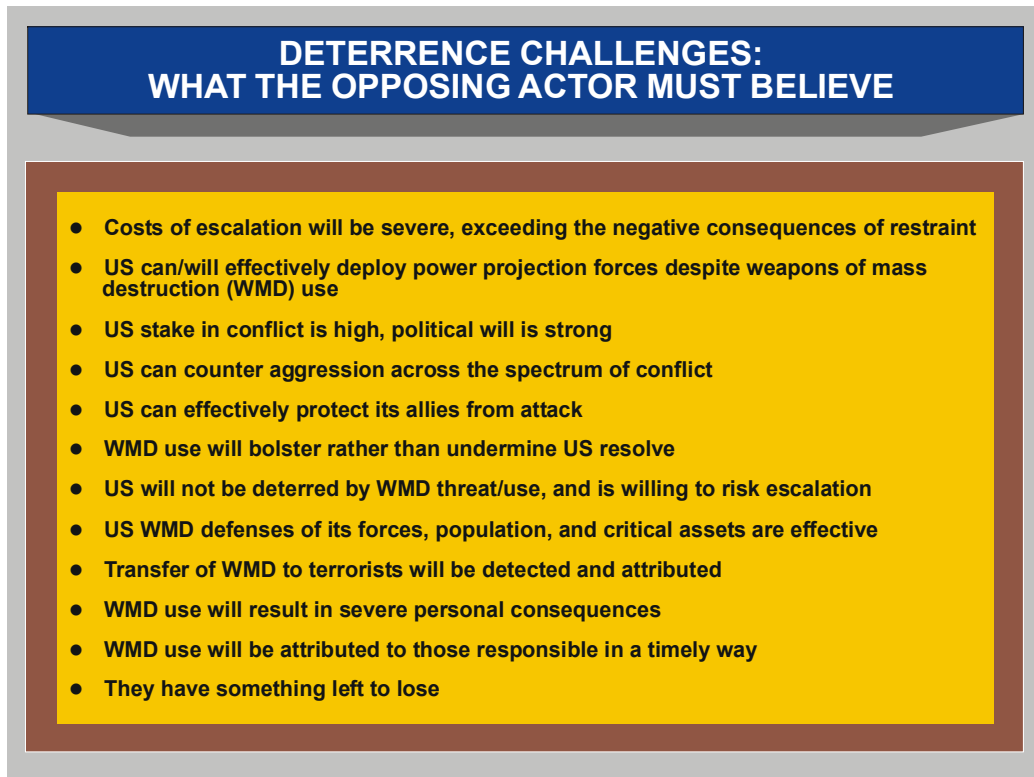 DETERRENCE CHALLENGES:
WHAT THE OPPOSING ACTOR MUST BELIEVE
● Costs of escalation will be severe, exceeding the negative consequences of restraint
● US can/will effectively deploy power projection forces despite weapons of mass
destruction (WMD) use
● US stake in conflict is high, political will is strong
● US can counter aggression across the spectrum of conflict
● US can effectively protect its allies from attack
● WMD use will bolster rather than undermine US resolve
● US will not be deterred by WMD threat/use, and is willing to risk escalation
● US WMD defenses of its forces, population, and critical assets are effective
● Transfer of WMD to terrorists will be detected and attributed
● WMD use will result in severe personal consequences
● WMD use will be attributed to those responsible in a timely way
● They have something left to lose